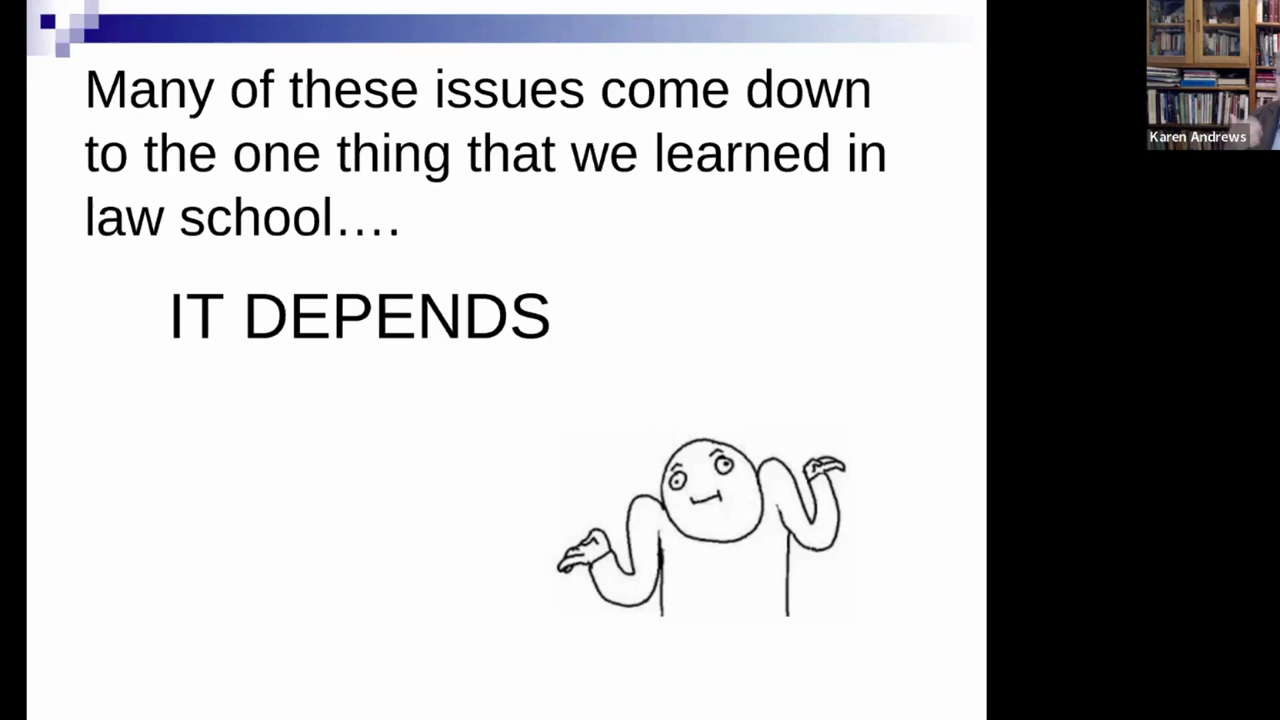 Many of these issues come down
to the one thing that we learned in
law school….
IT DEPENDS
Karen Andrews